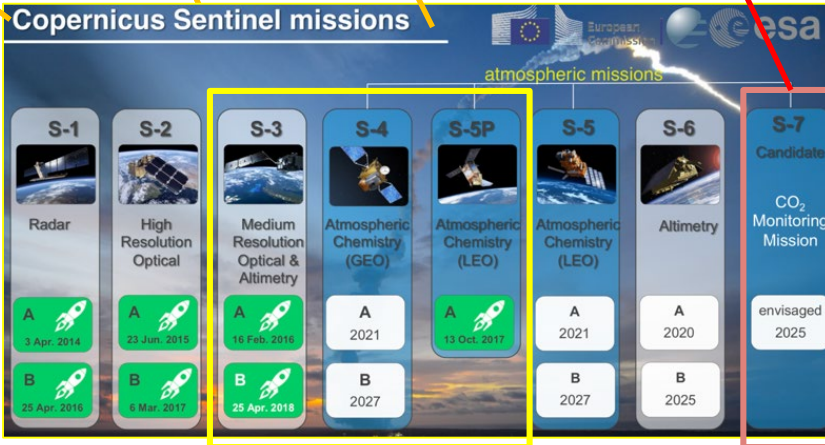 Copernicus Sentinel missions
European
Commission
esa
atmospheric missions
S-1
Radar
A
3 Apr. 2014
B
25 Apr. 2016
S-2
High
Resolution
Optical
A
23 Jun. 2015
B
6 Mar. 2017
S-3
Medium
Resolution
Optical &
Altimetry
A
16 Feb. 2016
B
25 Apr. 2018
S-4
Atmospheric
Chemistry
(GEO)
A
2021
B
2027
S-5P
Atmospheric
Chemistry
(LEO)
A
13 Oct. 2017
S-5
Atmospheric
Chemistry
(LEO)
A
2021
B
2027
S-6
Altimetry
A
2020
B
2025
S-7
Candidate
CO₂
Monitoring
Mission
envisaged
2025